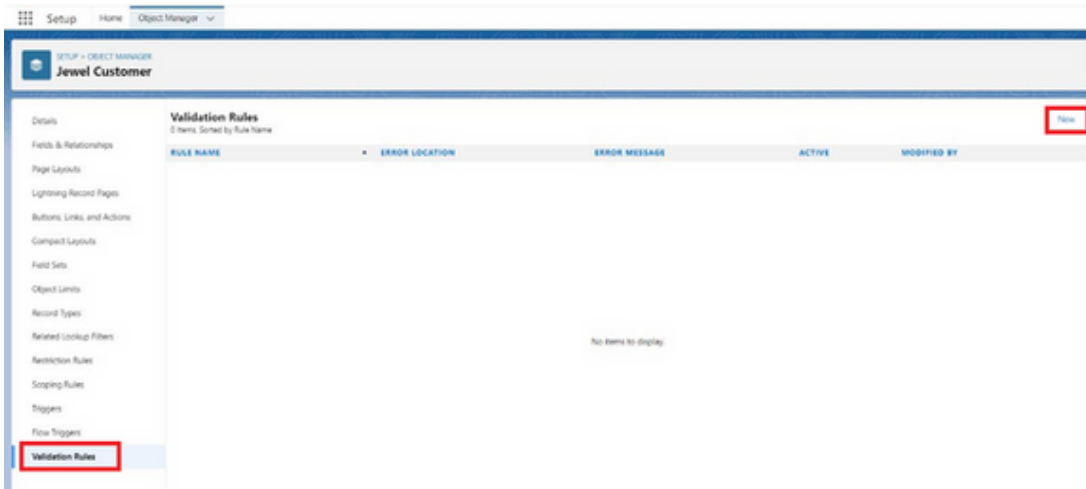 Setup Home Object Manager
SETUP > OBJECT MANAGER
Jewel Customer
Details
Fields & Relationships
Page Layouts
Lightning Record Pages
Buttons, Links, and Actions
Compact Layouts
Field Sets
Object Limits
Record Types
Related Lookup Filters
Restriction Rules
Scoping Rules
Triggers
Flow Triggers
Validation Rules
Validation Rules
0 Items, Sorted by Rule Name
New
RULE NAME ERROR LOCATION ERROR MESSAGE ACTIVE MODIFIED BY
No items to display.